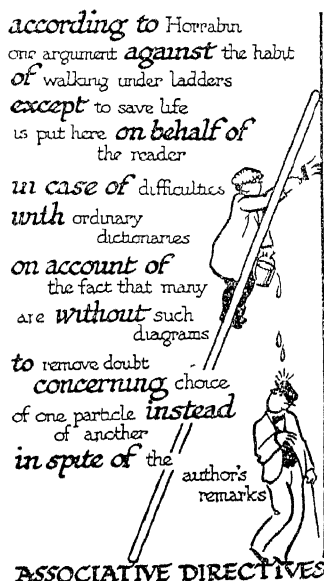 according to Horrabin
one argument against the habit
of walking under ladders
except to save life
is put here on behalf of
the reader
in case of difficulties
with ordinary
dictionaries
on account of
the fact that many
are without such
diagrams
to remove doubt
concerning choice
of one particle instead
of another
in spite of the
author's
remarks
ASSOCIATIVE DIRECTIVES